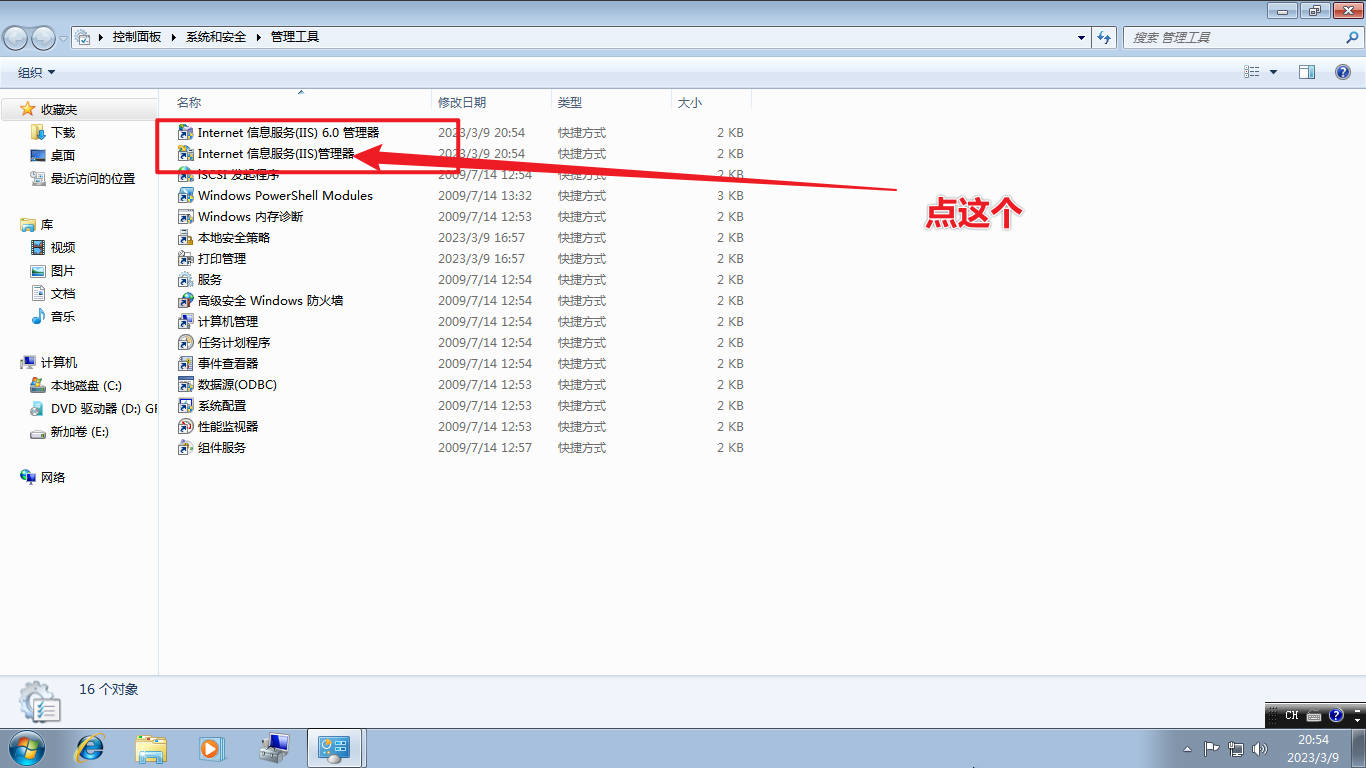 控制面板 系统和安全 管理工具
搜索 管理工具
组织
名称 修改日期 类型 大小
收藏夹
下载
桌面
最近访问的位置
库
视频
图片
文档
音乐
计算机
本地磁盘 (C:)
DVD 驱动器 (D:) GF
新加卷 (E:)
网络
Internet 信息服务(IIS) 6.0 管理器 2023/3/9 20:54 快捷方式 2 KB
Internet 信息服务(IIS)管理器 2023/3/9 20:54 快捷方式 2 KB
iSCSI 发起程序 2009/7/14 12:54 快捷方式 2 KB
Windows PowerShell Modules 2009/7/14 13:32 快捷方式 3 KB
Windows 内存诊断 2009/7/14 12:53 快捷方式 2 KB
本地安全策略 2023/3/9 16:57 快捷方式 2 KB
打印管理 2023/3/9 16:57 快捷方式 2 KB
服务 2009/7/14 12:54 快捷方式 2 KB
高级安全 Windows 防火墙 2009/7/14 12:54 快捷方式 2 KB
计算机管理 2009/7/14 12:54 快捷方式 2 KB
任务计划程序 2009/7/14 12:54 快捷方式 2 KB
事件查看器 2009/7/14 12:54 快捷方式 2 KB
数据源(ODBC) 2009/7/14 12:53 快捷方式 2 KB
系统配置 2009/7/14 12:53 快捷方式 2 KB
性能监视器 2009/7/14 12:53 快捷方式 2 KB
组件服务 2009/7/14 12:57 快捷方式 2 KB
点这个
16 个对象
CH
20:54
2023/3/9